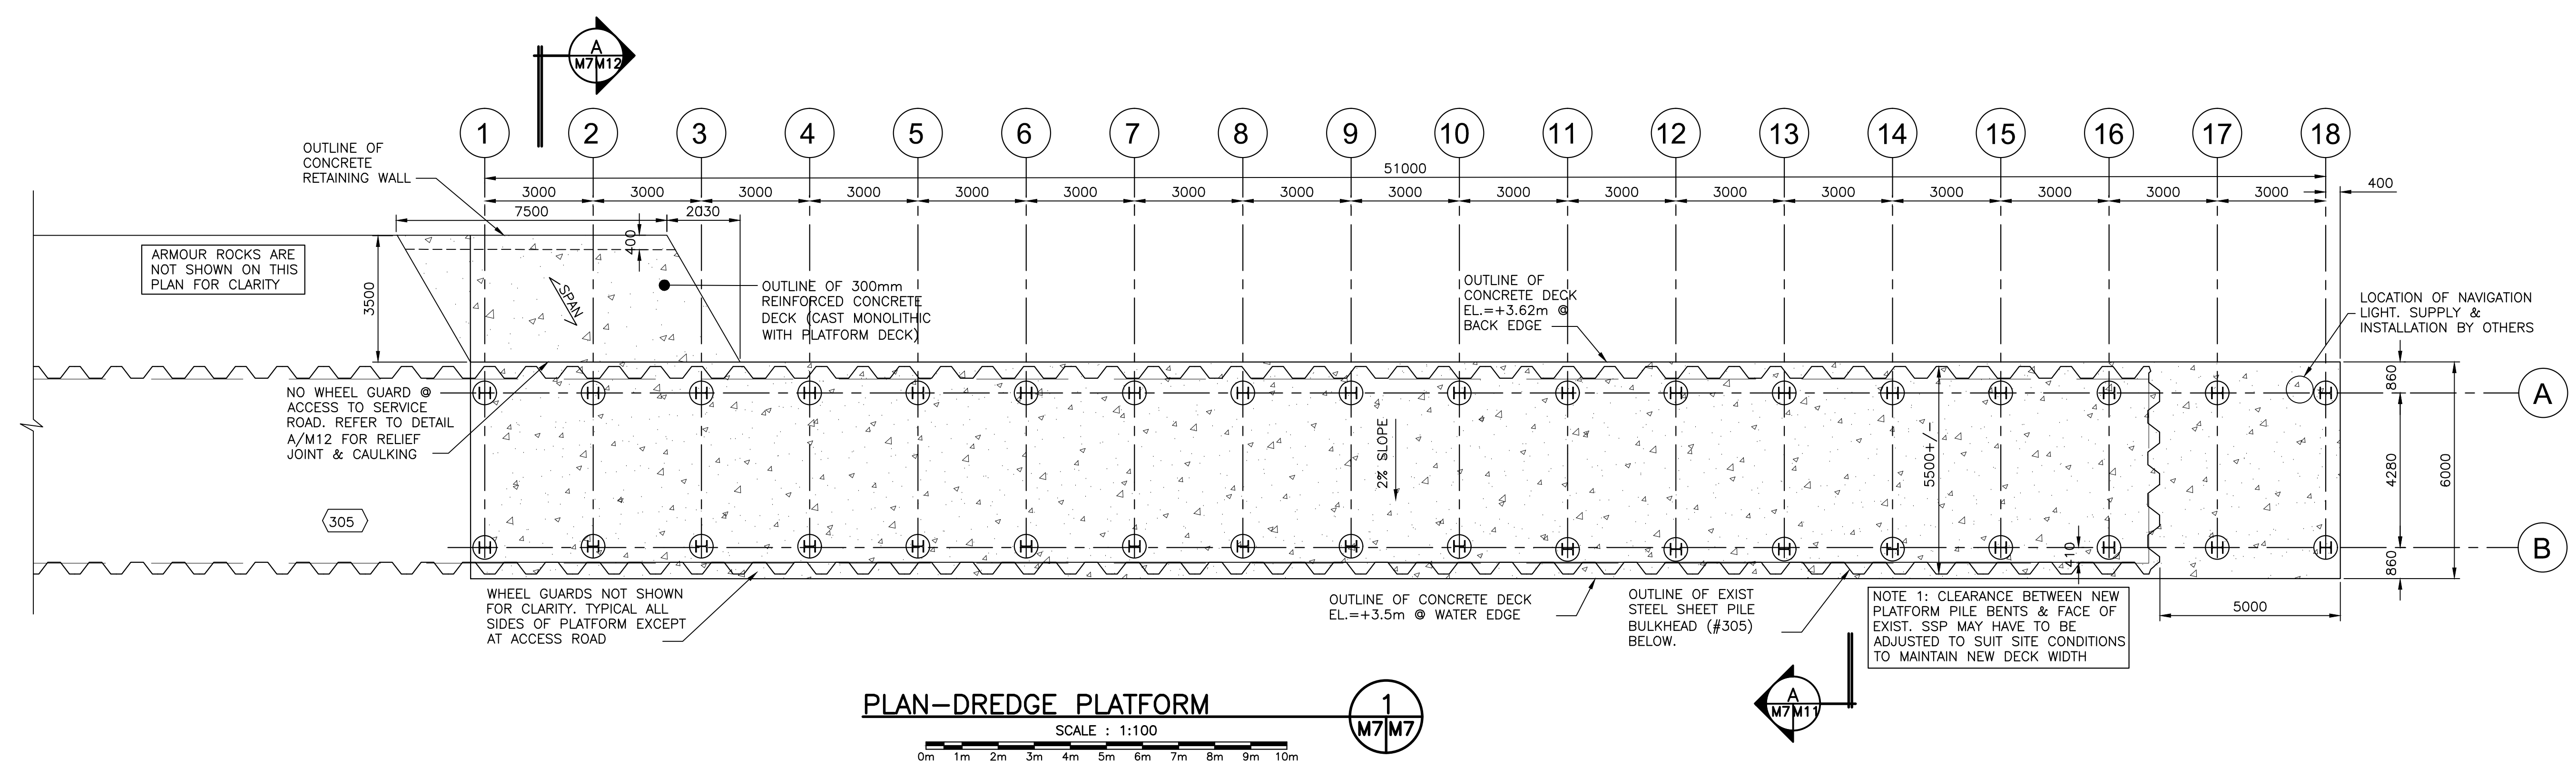 A
M7 M12
1 2 3 4 5 6 7 8 9 10 11 12 13 14 15 16 17 18
51000
3000 3000 3000 3000 3000 3000 3000 3000 3000 3000 3000 3000 3000 3000 3000 3000 3000
400
OUTLINE OF
CONCRETE
RETAINING WALL
7500
2030
400
3500
ARMOUR ROCKS ARE
NOT SHOWN ON THIS
PLAN FOR CLARITY
SPAN
OUTLINE OF 300mm
REINFORCED CONCRETE
DECK (CAST MONOLITHIC
WITH PLATFORM DECK)
OUTLINE OF
CONCRETE DECK
EL.=+3.62m @
BACK EDGE
LOCATION OF NAVIGATION
LIGHT. SUPPLY &
INSTALLATION BY OTHERS
NO WHEEL GUARD @
ACCESS TO SERVICE
ROAD. REFER TO DETAIL
A/M12 FOR RELIEF
JOINT & CAULKING
2% SLOPE
5500+/-
410
860
4280
860
6000
A
B
305
WHEEL GUARDS NOT SHOWN
FOR CLARITY. TYPICAL ALL
SIDES OF PLATFORM EXCEPT
AT ACCESS ROAD
OUTLINE OF CONCRETE DECK
EL.=+3.5m @ WATER EDGE
OUTLINE OF EXIST
STEEL SHEET PILE
BULKHEAD (#305)
BELOW.
NOTE 1: CLEARANCE BETWEEN NEW
PLATFORM PILE BENTS & FACE OF
EXIST. SSP MAY HAVE TO BE
ADJUSTED TO SUIT SITE CONDITIONS
TO MAINTAIN NEW DECK WIDTH
5000
A
M7 M11
PLAN-DREDGE PLATFORM
1
M7 M7
SCALE : 1:100
0m 1m 2m 3m 4m 5m 6m 7m 8m 9m 10m